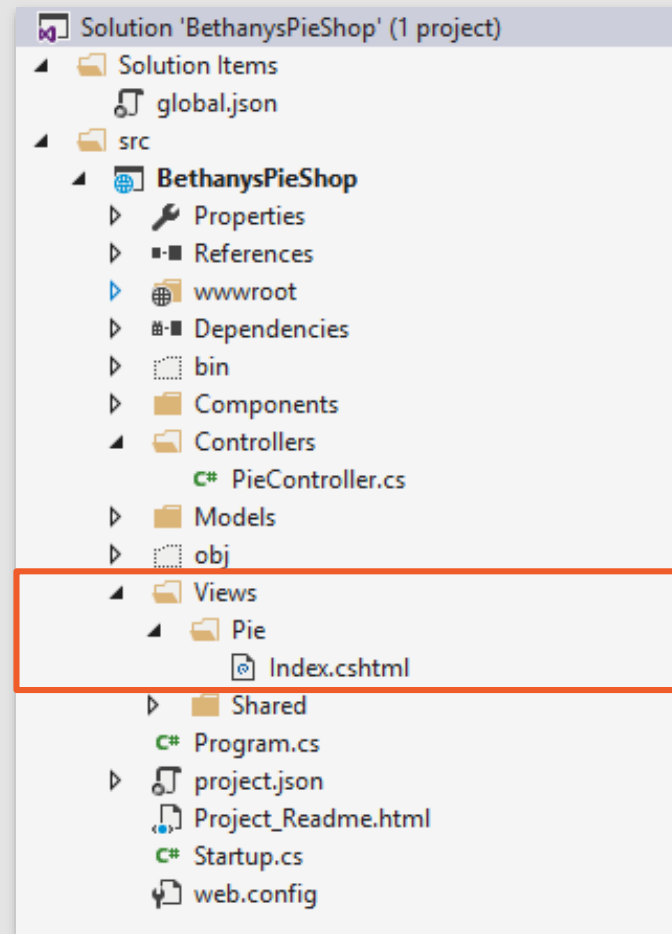 Solution 'BethanysPieShop' (1 project)
Solution Items
global.json
src
BethanysPieShop
Properties
References
wwwroot
Dependencies
bin
Components
Controllers
C# PieController.cs
Models
obj
Views
Pie
Index.cshtml
Shared
C# Program.cs
project.json
Project_Readme.html
C# Startup.cs
web.config